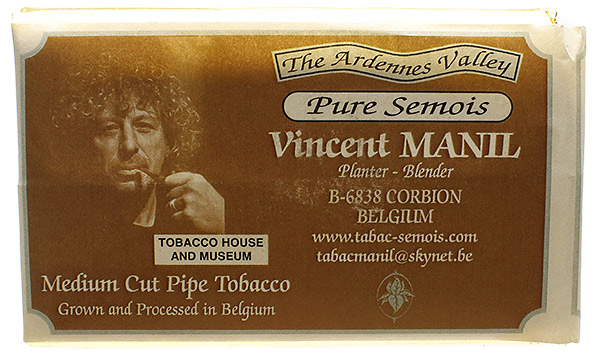 The Ardennes Valley
Pure Semois
Vincent MANIL
Planter - Blender
B-6838 CORBION
BELGIUM
www.tabac-semois.com
tabacmanil@skynet.be
TOBACCO HOUSE
AND MUSEUM
Medium Cut Pipe Tobacco
Grown and Processed in Belgium